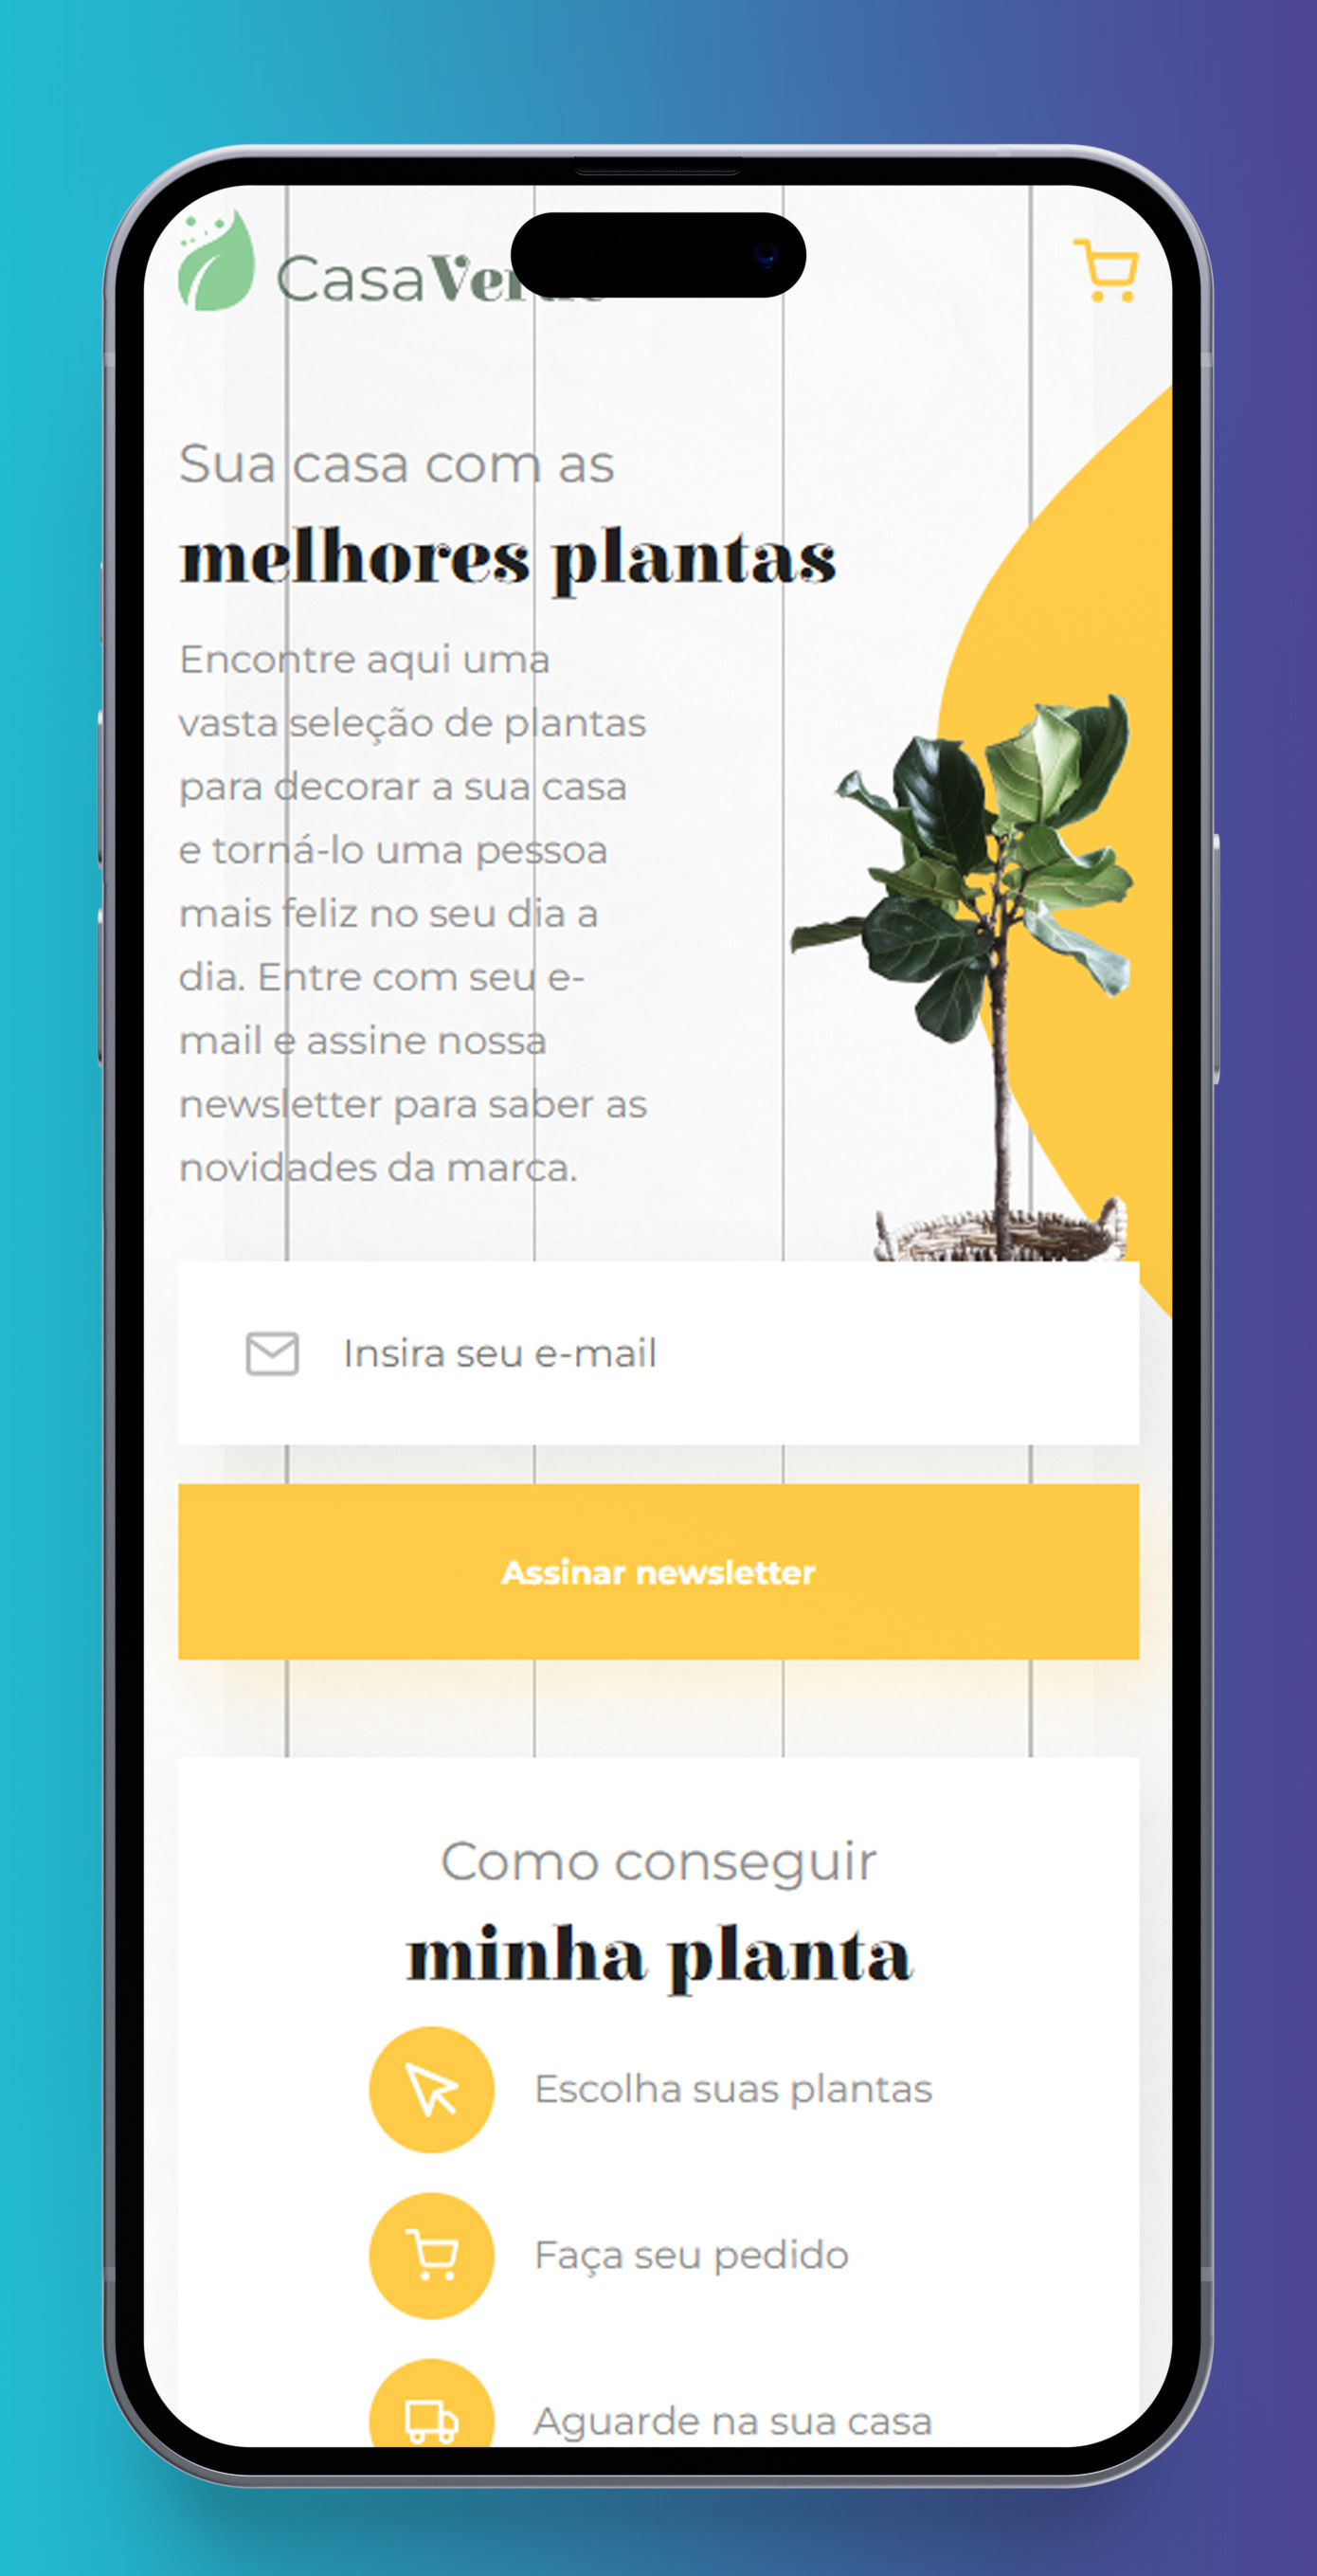 Sua casa com as
melhores plantas
Encontre aqui uma
vasta seleção de plantas
para decorar a sua casa
e torná-lo uma pessoa
mais feliz no seu dia a
dia. Entre com seu e-
mail e assine nossa
newsletter para saber as
novidades da marca.
Insira seu e-mail
Assinar newsletter
Como conseguir
minha planta
Escolha suas plantas
Faça seu pedido
Aguarde na sua casa